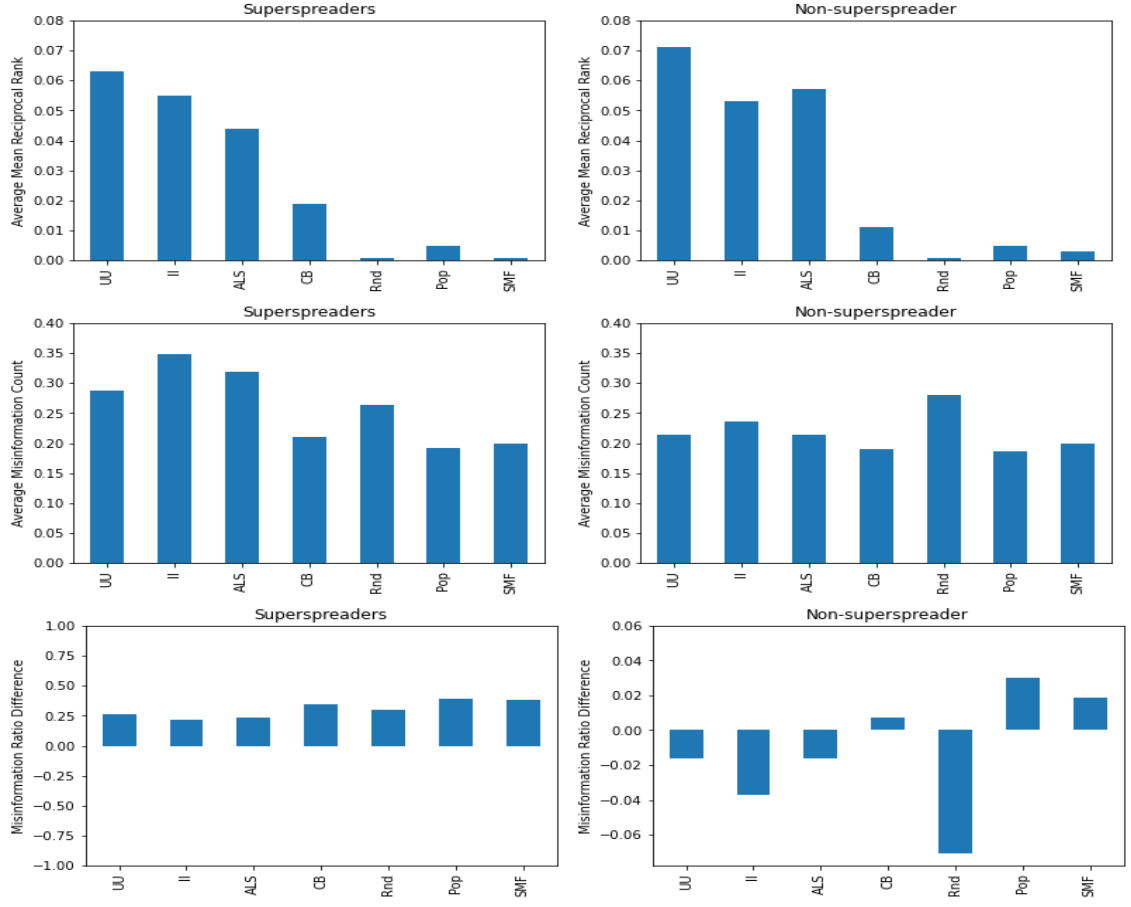 Superspreaders
Average Mean Reciprocal Rank
0.08
0.07
0.06
0.05
0.04
0.03
0.02
0.01
0.00
UU
II
ALS
CB
Rnd
Pop
SMF
Non-superspreader
Average Mean Reciprocal Rank
0.08
0.07
0.06
0.05
0.04
0.03
0.02
0.01
0.00
UU
II
ALS
CB
Rnd
Pop
SMF
Superspreaders
Average Misinformation Count
0.40
0.35
0.30
0.25
0.20
0.15
0.10
0.05
0.00
UU
II
ALS
CB
Rnd
Pop
SMF
Non-superspreader
Average Misinformation Count
0.40
0.35
0.30
0.25
0.20
0.15
0.10
0.05
0.00
UU
II
ALS
CB
Rnd
Pop
SMF
Superspreaders
Misinformation Ratio Difference
1.00
0.75
0.50
0.25
0.00
−0.25
−0.50
−0.75
−1.00
UU
II
ALS
CB
Rnd
Pop
SMF
Non-superspreader
Misinformation Ratio Difference
0.06
0.04
0.02
0.00
−0.02
−0.04
−0.06
UU
II
ALS
CB
Rnd
Pop
SMF